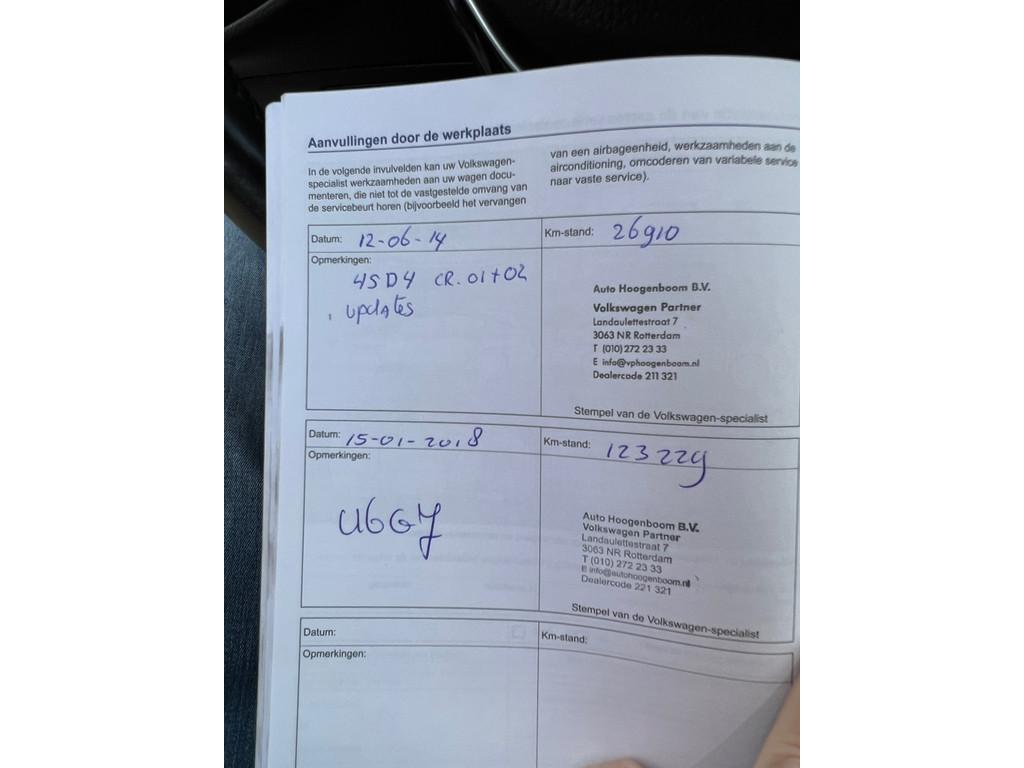 Aanvullingen door de werkplaats
In de volgende invulvelden kan uw Volkswagen-
specialist werkzaamheden aan uw wagen docu-
menteren, die niet tot de vastgestelde omvang van
de servicebeurt horen (bijvoorbeeld het vervangen
van een airbageenheid, werkzaamheden aan de
airconditioning, omcoderen van variabele service
naar vaste service).
Datum: 12-06-14
Km-stand: 26910
Opmerkingen:
45D4 CR.01+02
updates
Auto Hoogenboom B.V.
Volkswagen Partner
Landaulettestraat 7
3063 NR Rotterdam
T (010) 272 23 33
E info@vphoogenboom.nl
Dealercode 211 321
Stempel van de Volkswagen-specialist
Datum: 15-01-2018
Km-stand: 123229
Opmerkingen:
Auto Hoogenboom B.V.
Volkswagen Partner
Landaulettestraat 7
3063 NR Rotterdam
T (010) 272 23 33
E info@autohoogenboom.nl
Dealercode 221 321
Stempel van de Volkswagen-specialist
Datum:
Km-stand:
Opmerkingen: